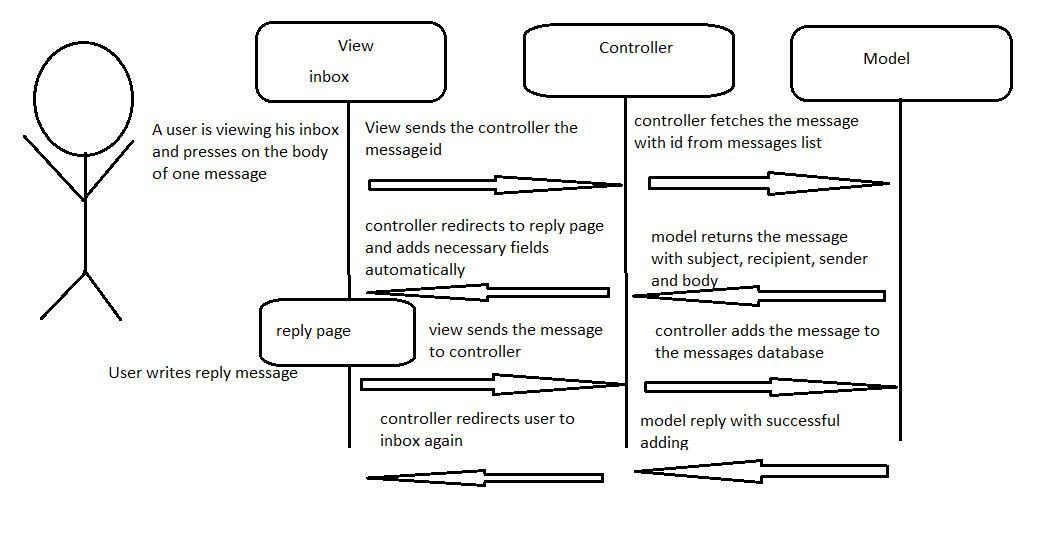 View
inbox
Controller
Model
A user is viewing his inbox
and presses on the body
of one message
View sends the controller the
messageid
controller fetches the message
with id from messages list
controller redirects to reply page
and adds necessary fields
automatically
model returns the message
with subject, recipient, sender
and body
reply page
view sends the message
to controller
controller adds the message to
the messages database
User writes reply message
controller redirects user to
inbox again
model reply with successful
adding